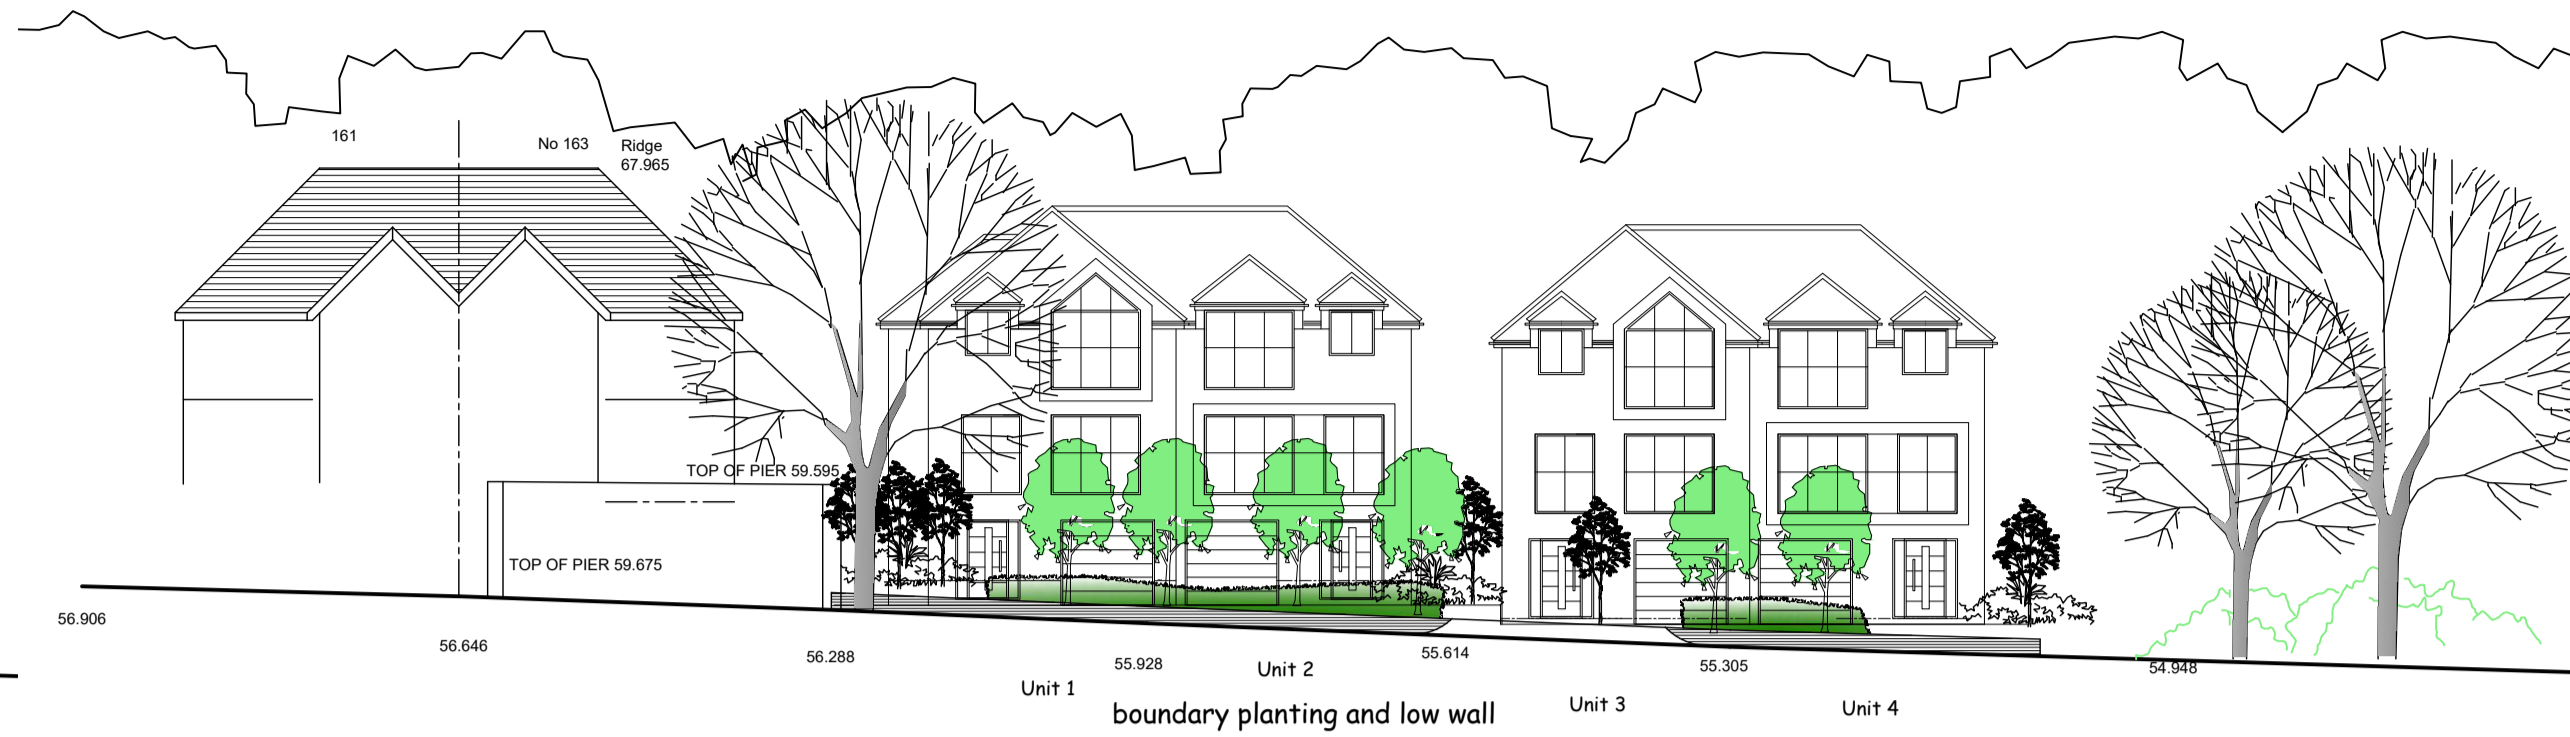 161
No 163
Ridge
67.965
TOP OF PIER 59.595
TOP OF PIER 59.675
56.906
56.646
56.288
55.928
Unit 2
55.614
55.305
54.948
Unit 1
Unit 3
Unit 4
boundary planting and low wall